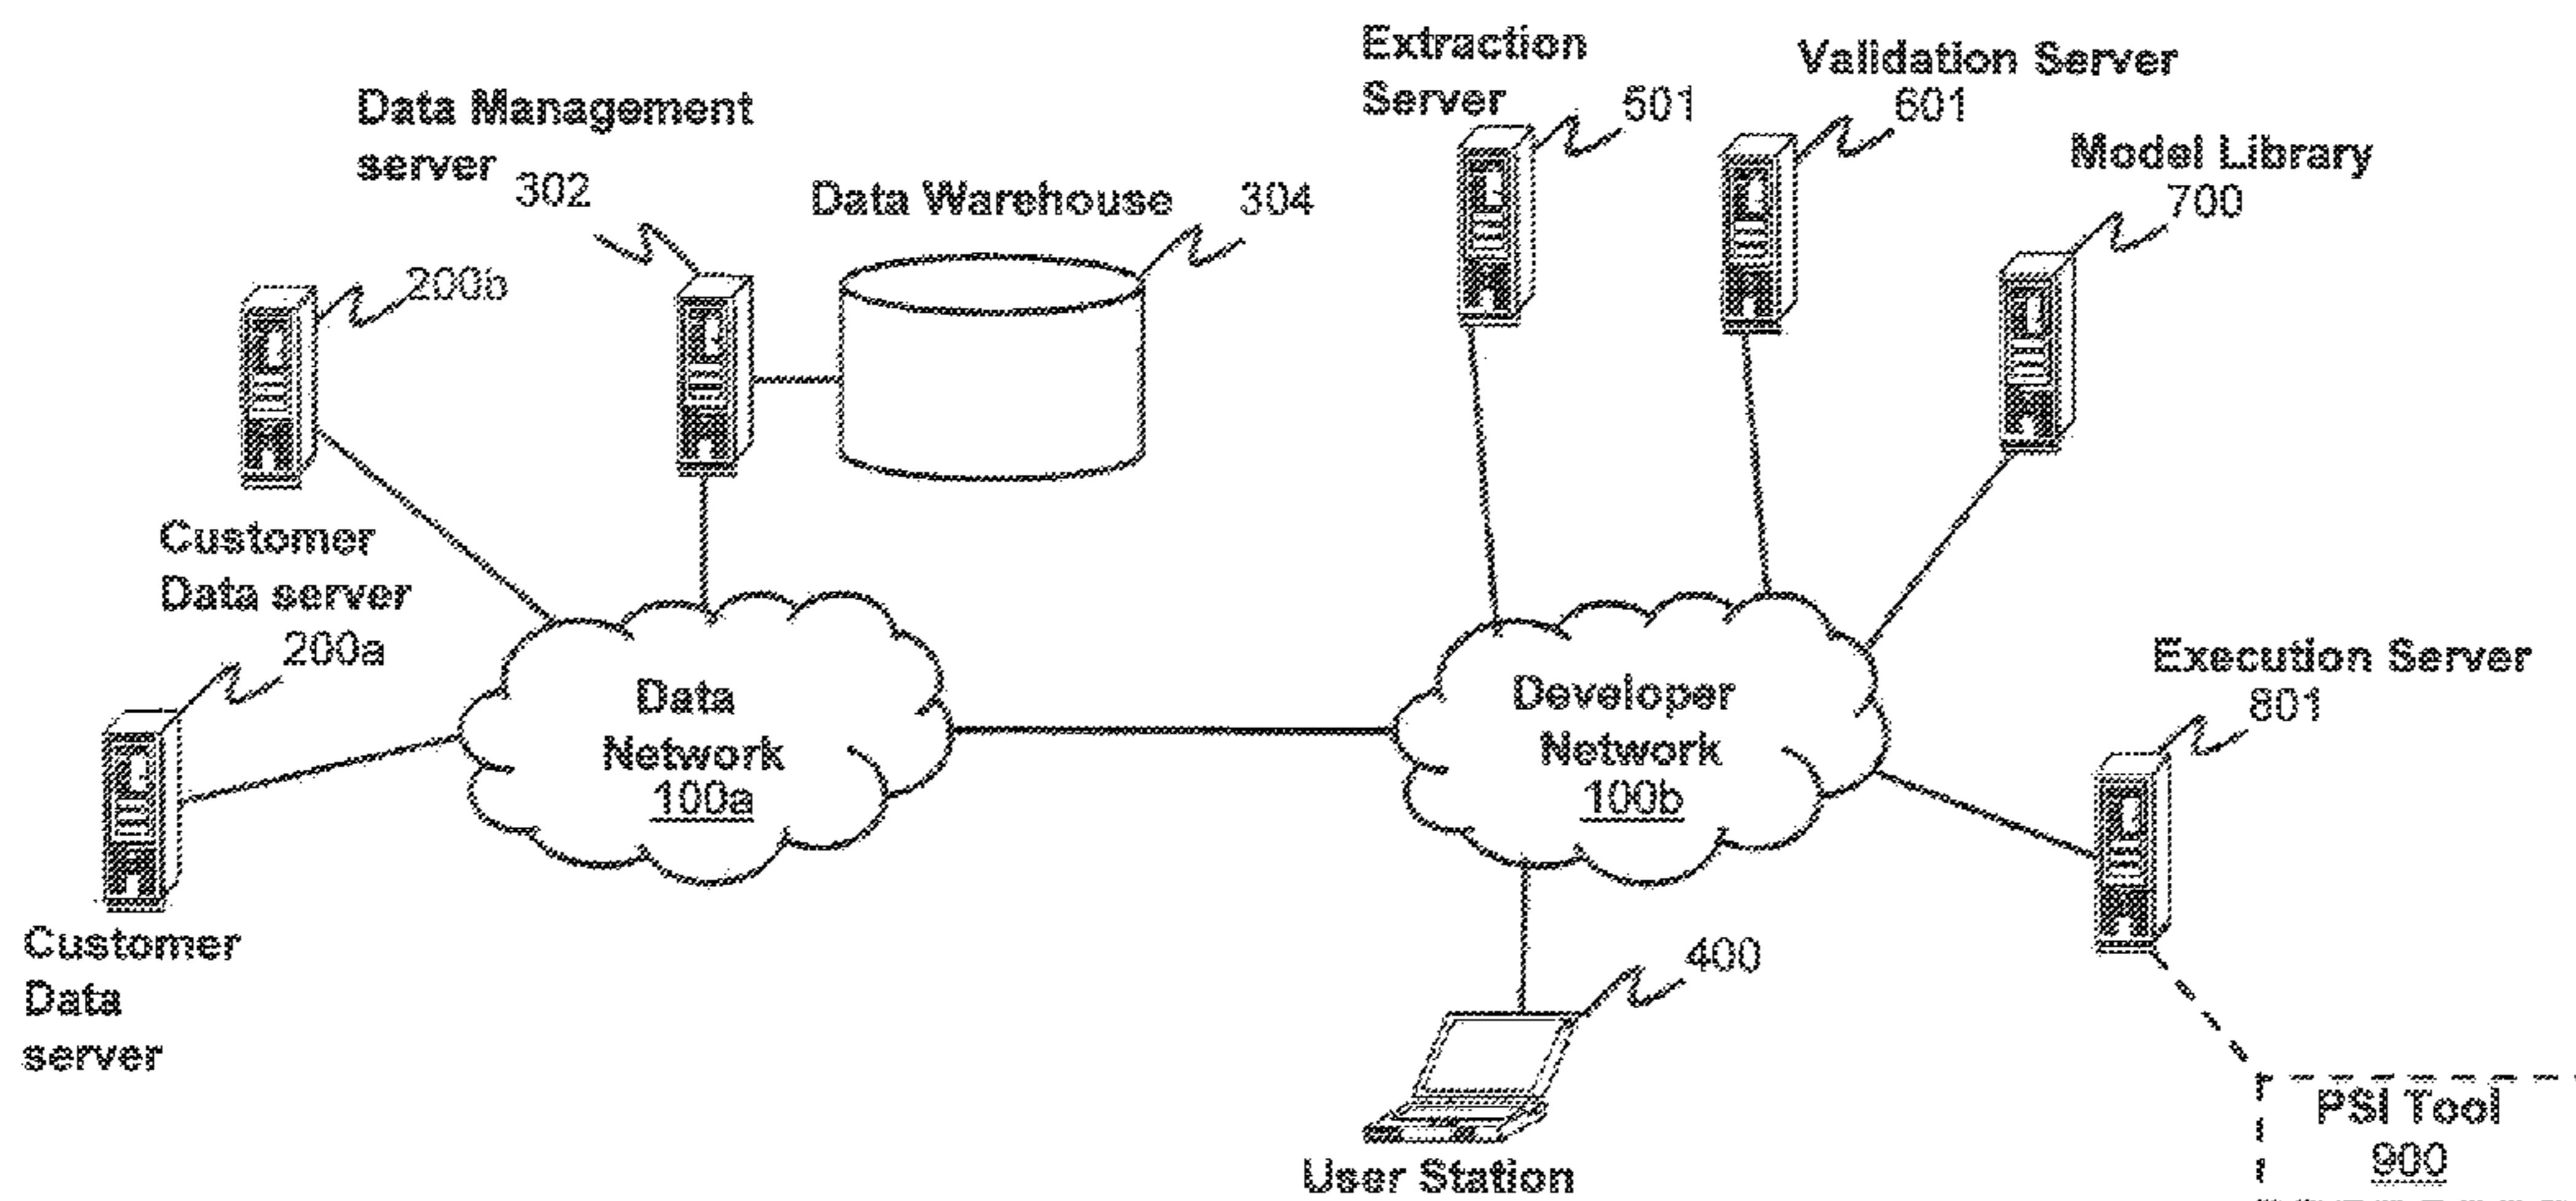 Data Management
server
302
Data Warehouse
304
Extraction
Server
501
Validation Server
601
Model Library
700
200b
Customer
Data server
200a
Data
Network
100a
Developer
Network
100b
Execution Server
801
Customer
Data
server
400
User Station
PSI Tool
900